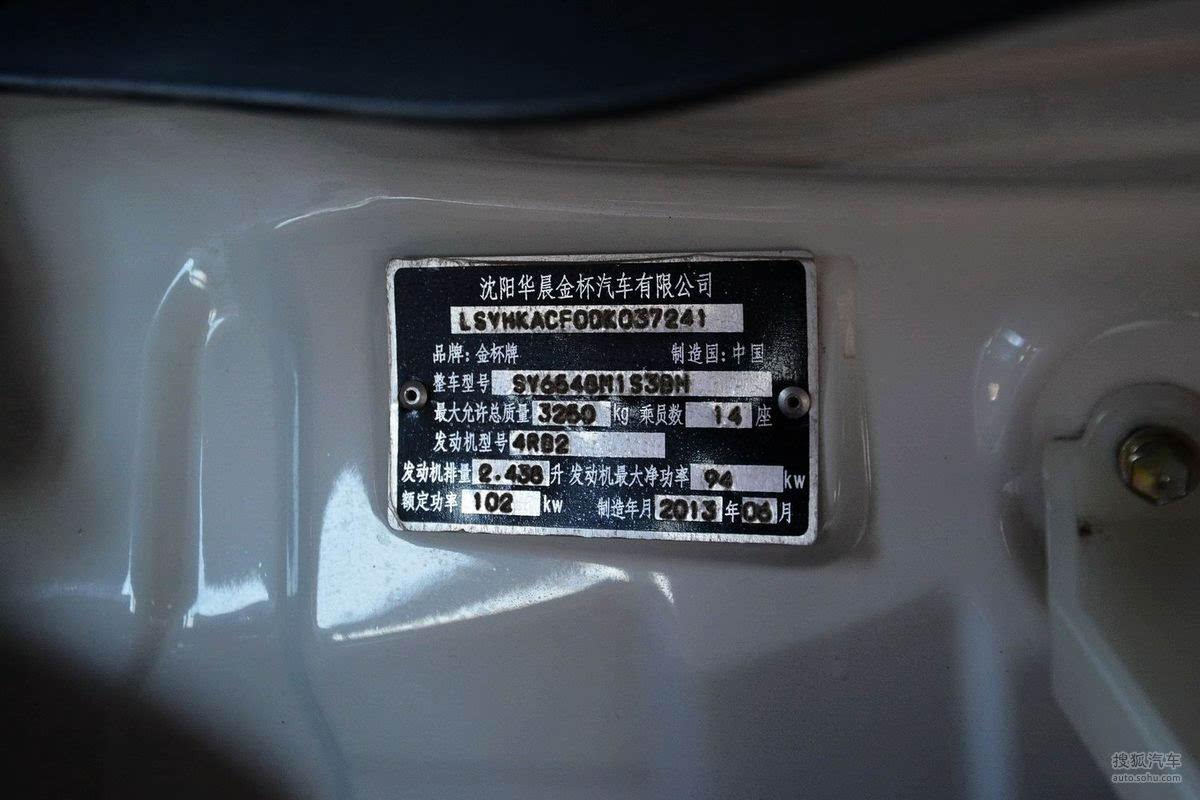 沈阳华晨金杯汽车有限公司
LSYHKACF0DK037241
品牌:金杯牌 制造国:中国
整车型号 SY6548M1S3BH
最大允许总质量 3250 kg 乘员数 14 座
发动机型号 4RB2
发动机排量 2.438 升 发动机最大净功率 94 kw
额定功率 102 kw 制造年月 2013 年 06 月
搜狐汽车
auto.sohu.com